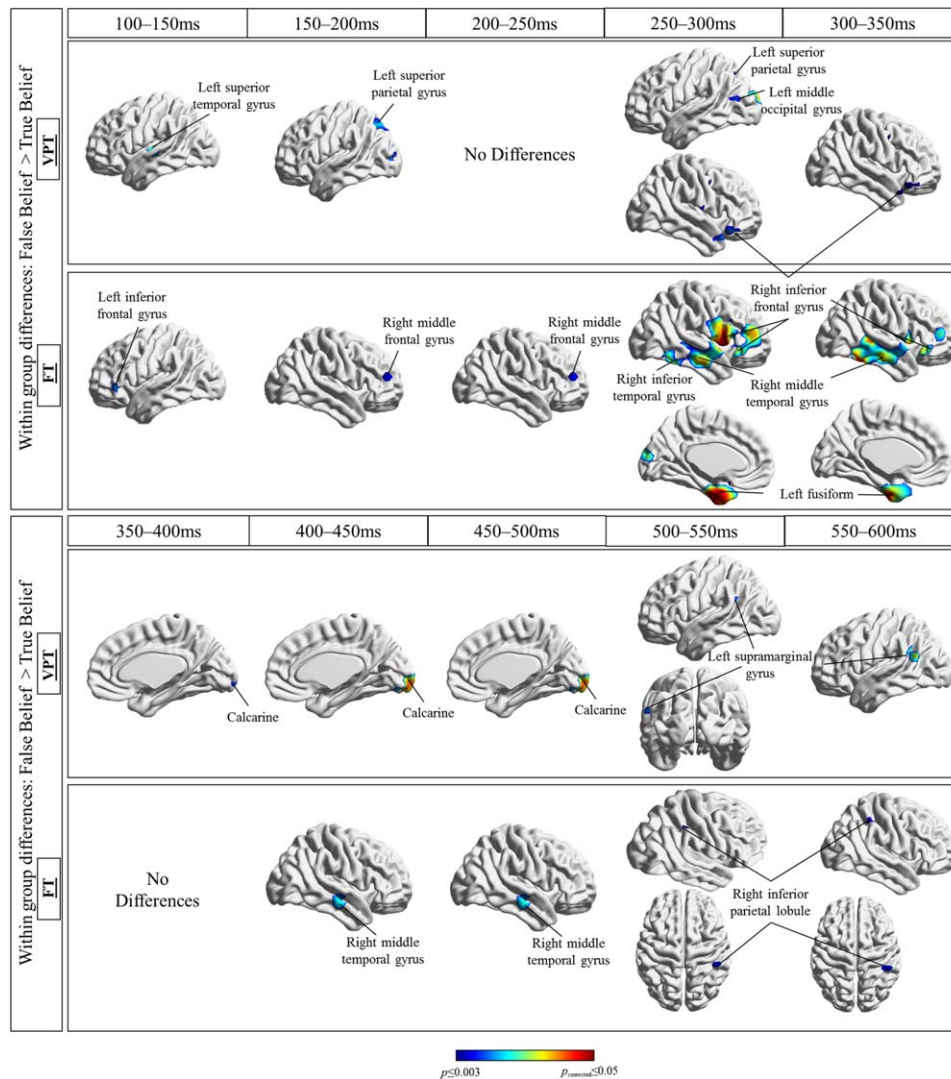 100–150ms
150–200ms
200–250ms
250–300ms
300–350ms
Within group differences: False Belief > True Belief
VPT
Left superior
temporal gyrus
Left superior
parietal gyrus
No Differences
Left superior
parietal gyrus
Left middle
occipital gyrus
FT
Left inferior
frontal gyrus
Right middle
frontal gyrus
Right middle
frontal gyrus
Right inferior
frontal gyrus
Right inferior
temporal gyrus
Right middle
temporal gyrus
Left fusiform
350–400ms
400–450ms
450–500ms
500–550ms
550–600ms
Within group differences: False Belief > True Belief
VPT
Calcarine
Calcarine
Calcarine
Left supramarginal
gyrus
FT
No
Differences
Right middle
temporal gyrus
Right middle
temporal gyrus
Right inferior
parietal lobule
p≤0.003
pcorrected≤0.05